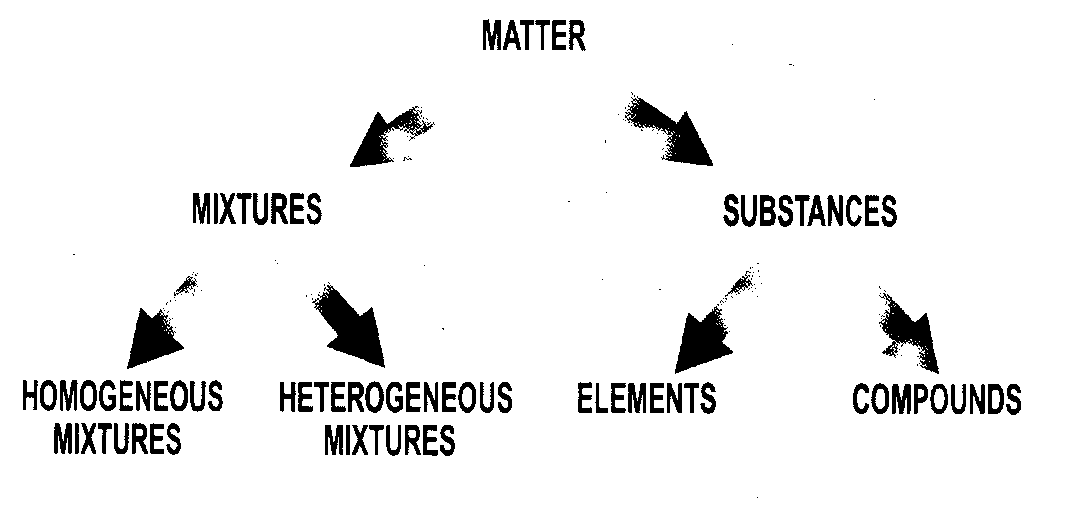 MATTER
MIXTURES
SUBSTANCES
HOMOGENEOUS
MIXTURES
HETEROGENEOUS
MIXTURES
ELEMENTS
COMPOUNDS